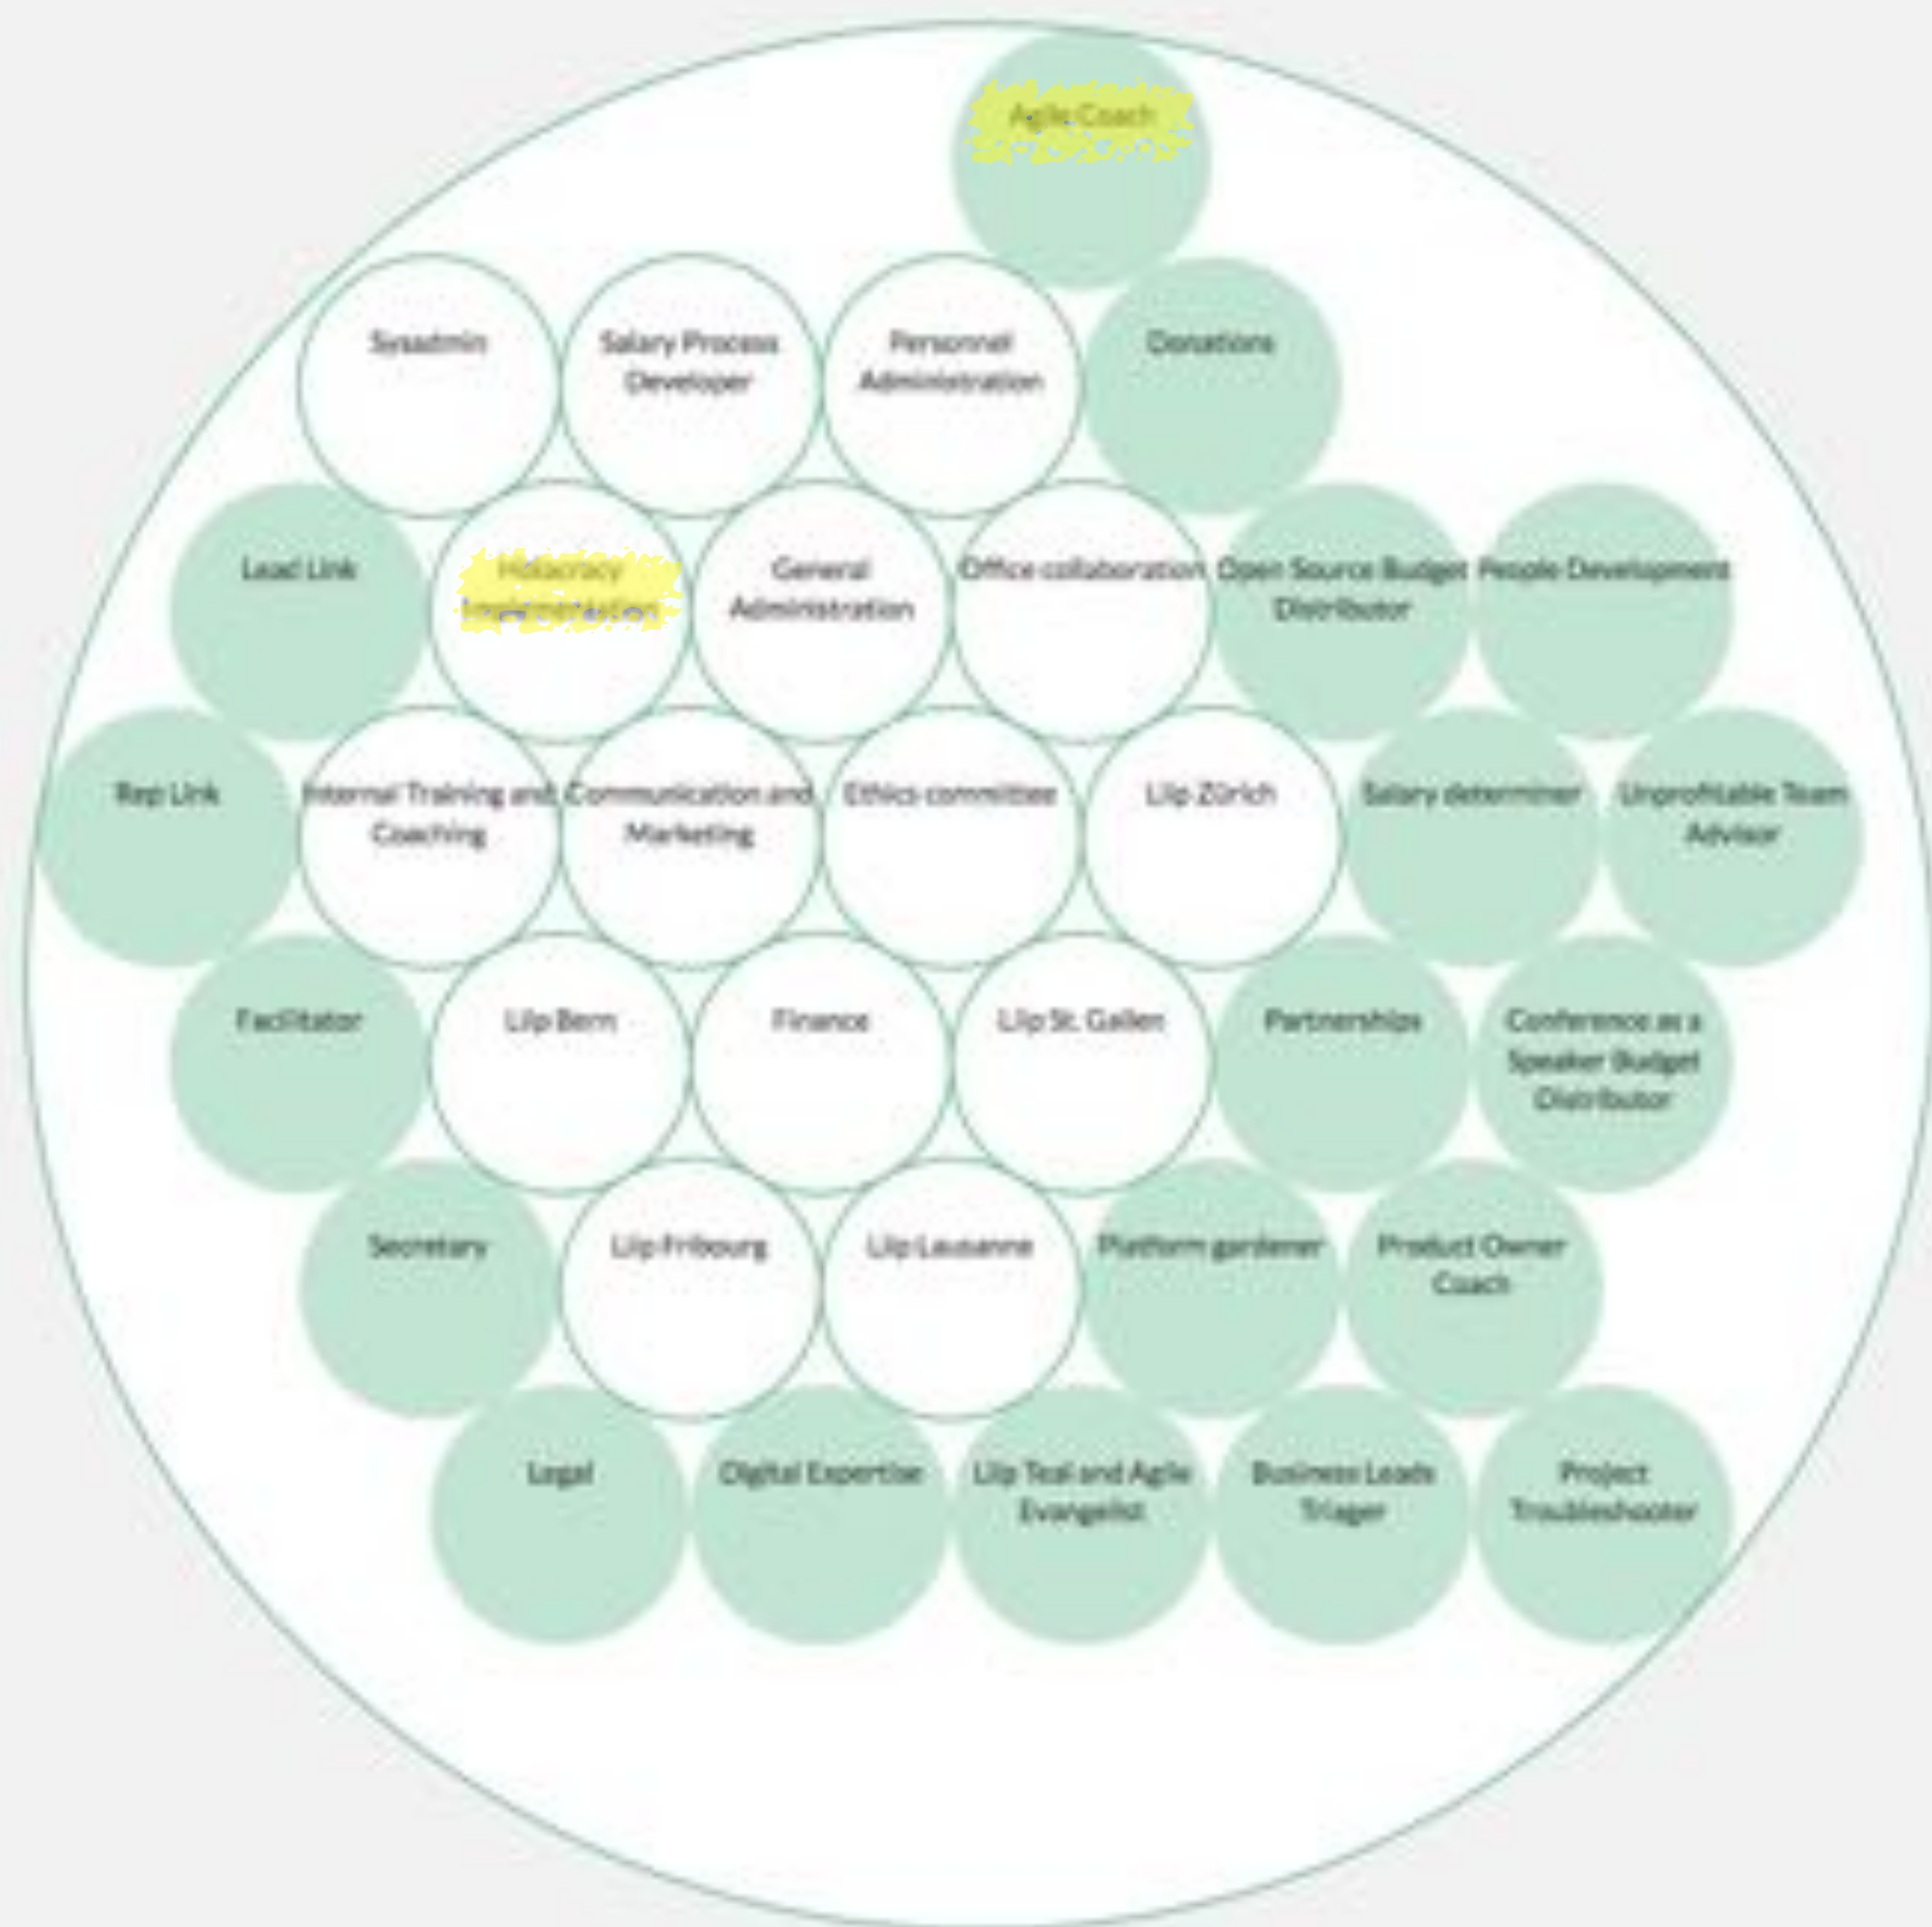 Agile Coach
Sysadmin
Salary Process
Developer
Personnel
Administration
Donations
Lead Link
Holacracy
Implementation
General
Administration
Office collaboration
Open Source Budget
Distributor
People Development
Rep Link
Internal Training and
Coaching
Communication and
Marketing
Ethics committee
Liip Zürich
Salary determiner
Unprofitable Team
Advisor
Facilitator
Liip Bern
Finance
Liip St. Gallen
Partnerships
Conference as a
Speaker Budget
Distributor
Secretary
Liip Fribourg
Liip Lausanne
Platform gardener
Product Owner
Coach
Legal
Digital Expertise
Liip Teal and Agile
Evangelist
Business Leads
Triager
Project
Troubleshooter